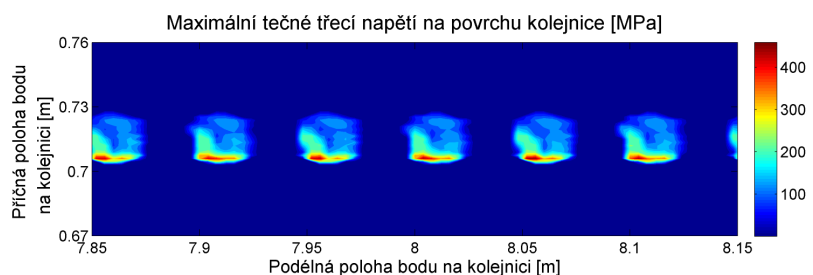 Maximální tečné třecí napětí na povrchu kolejnice [MPa]
0.76
0.73
0.7
0.67
Příčná poloha bodu
na kolejnici [m]
7.85 7.9 7.95 8 8.05 8.1 8.15
Podélná poloha bodu na kolejnici [m]
400
300
200
100